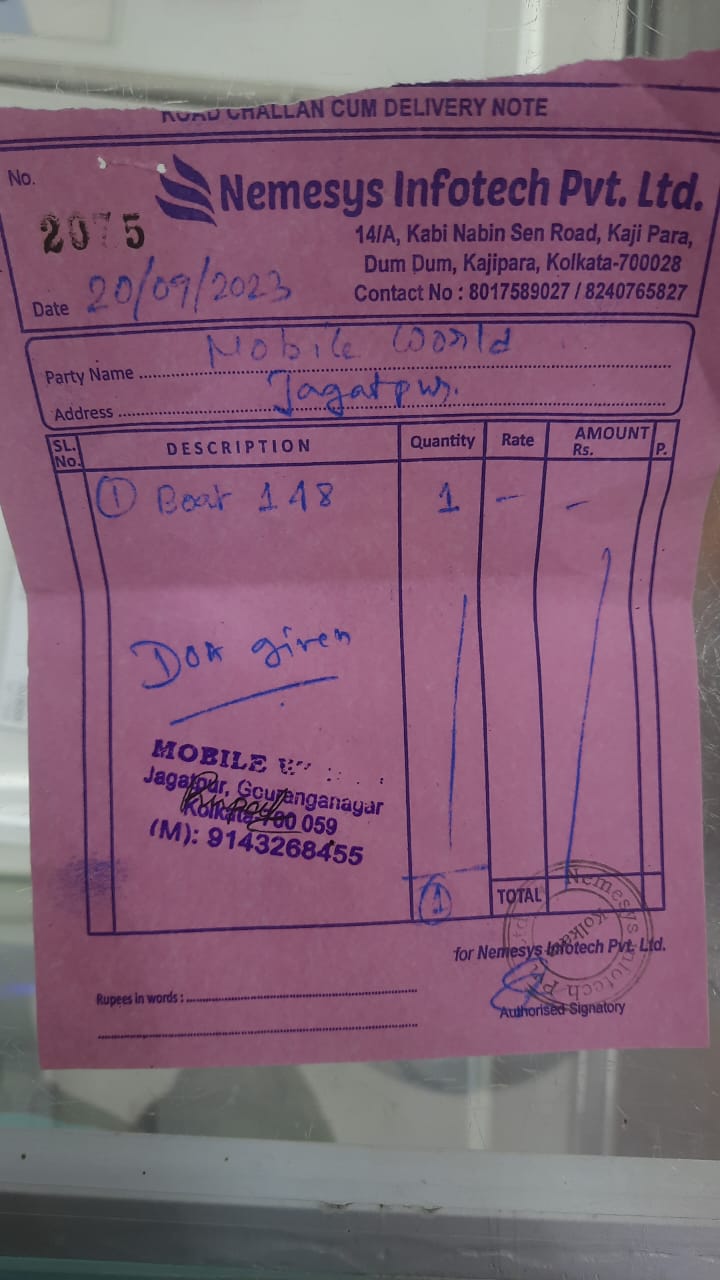 ROAD CHALLAN CUM DELIVERY NOTE
No.
2075
Nemesys Infotech Pvt. Ltd.
14/A, Kabi Nabin Sen Road, Kaji Para,
Dum Dum, Kajipara, Kolkata-700028
Contact No : 8017589027 / 8240765827
Date 20/09/2023
Party Name Mobile World
Address Jagatpur.
SL. No. DESCRIPTION Quantity Rate AMOUNT Rs. P.
① Boat 148 1 - -
DOA given
MOBILE
Jagatpur, Gouranganagar
Kolkata-700 059
(M): 9143268455
① TOTAL
for Nemesys Infotech Pvt. Ltd.
Nemesys Infotech Pvt. Ltd. Kolkata
Rupees in words :
Authorised Signatory